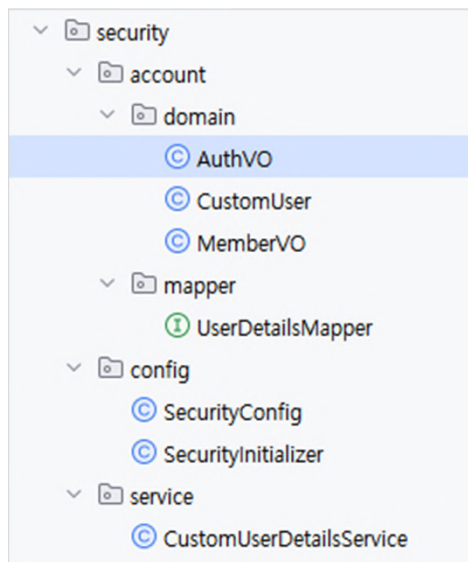 security
account
domain
C AuthVO
C CustomUser
C MemberVO
mapper
I UserDetailsMapper
config
C SecurityConfig
C SecurityInitializer
service
C CustomUserDetailsService